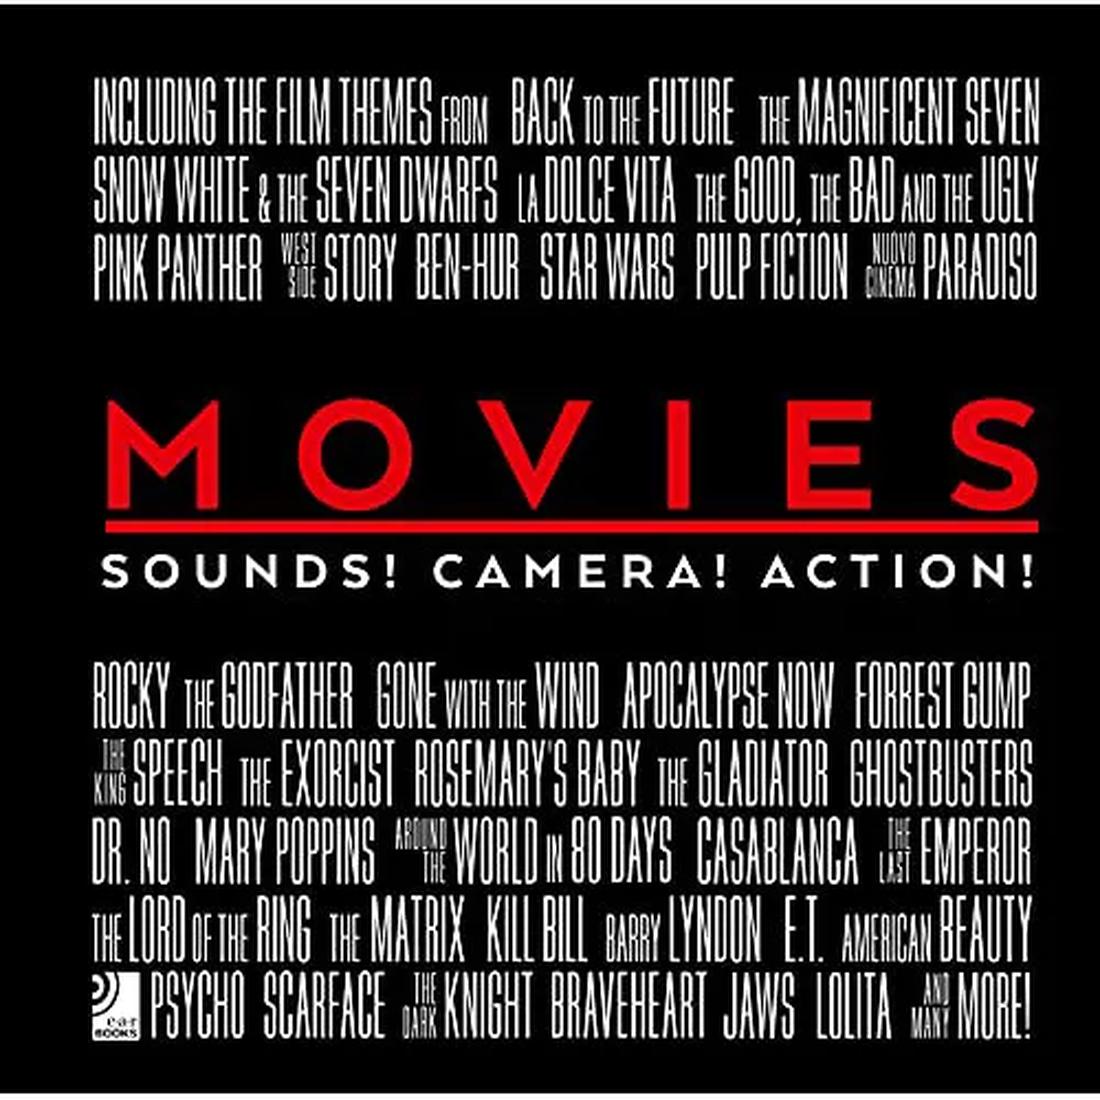 INCLUDING THE FILM THEMES FROM BACK TO THE FUTURE THE MAGNIFICENT SEVEN
SNOW WHITE & THE SEVEN DWARFS LA DOLCE VITA THE GOOD, THE BAD AND THE UGLY
PINK PANTHER WEST SIDE STORY BEN-HUR STAR WARS PULP FICTION NUOVO CINEMA PARADISO
MOVIES
SOUNDS! CAMERA! ACTION!
ROCKY THE GODFATHER GONE WITH THE WIND APOCALYPSE NOW FORREST GUMP
THE KING SPEECH THE EXORCIST ROSEMARY'S BABY THE GLADIATOR GHOSTBUSTERS
DR. NO MARY POPPINS AROUND THE WORLD IN 80 DAYS CASABLANCA THE LAST EMPEROR
THE LORD OF THE RING THE MATRIX KILL BILL BARRY LYNDON E.T. AMERICAN BEAUTY
PSYCHO SCARFACE THE DARK KNIGHT BRAVEHEART JAWS LOLITA AND MANY MORE!
ear
BOOKS